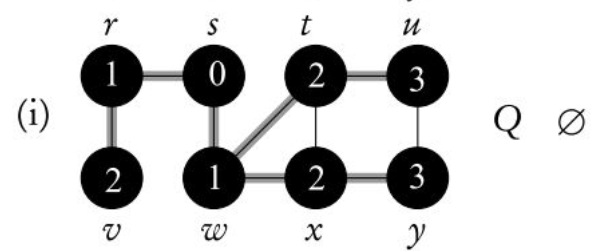 r s t u
1 0 2 3
(i) Q ∅
2 1 2 3
v w x y